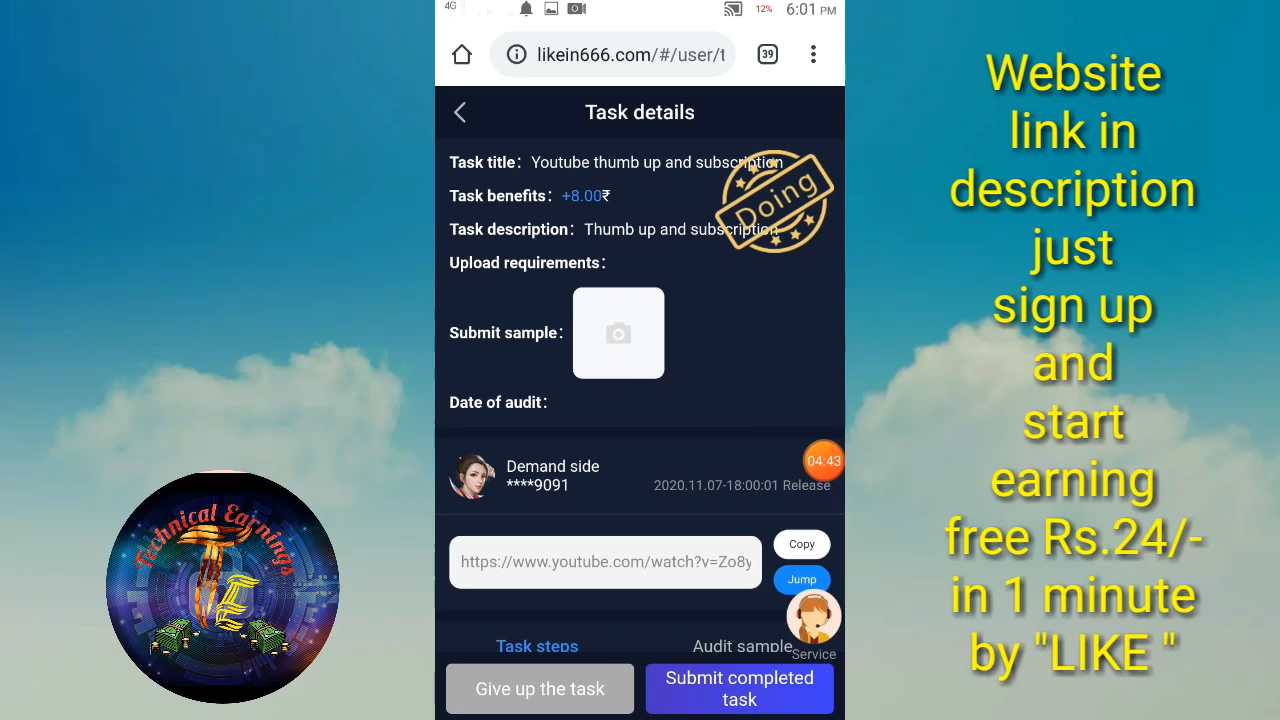 4G
12%
6:01 PM
likein666.com/#/user/t
39
Task details
Task title: Youtube thumb up and subscription
Task benefits: +8.00₹
Doing
Task description: Thumb up and subscription
Upload requirements:
Submit sample:
Date of audit:
Demand side
****9091
04:43
2020.11.07-18:00:01 Release
https://www.youtube.com/watch?v=Zo8y
Copy
Jump
Task steps
Audit sample
Service
Give up the task
Submit completed
task
Technical Earnings
T
E
Website
link in
description
just
sign up
and
start
earning
free Rs.24/-
in 1 minute
by "LIKE "